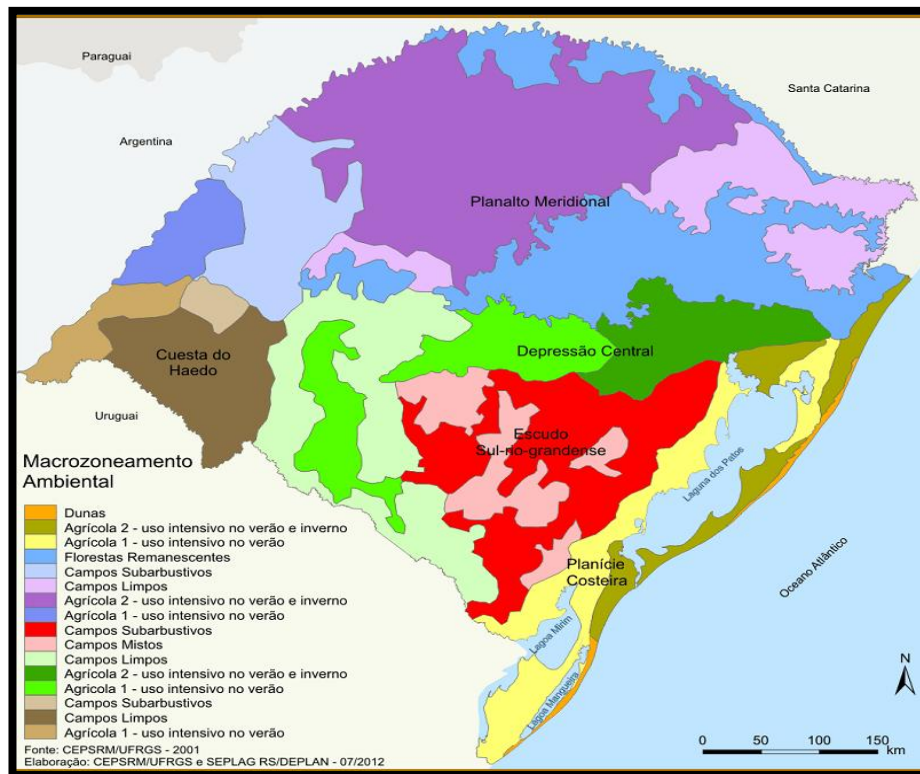 Paraguai
Santa Catarina
Argentina
Planalto Meridional
Depressão Central
Cuesta do
Haedo
Uruguai
Escudo
Sul-rio-grandense
Laguna dos Patos
Planície
Costeira
Oceano Atlântico
Lagoa Mirim
Lagoa Mangueira
Macrozoneamento
Ambiental
Dunas
Agrícola 2 - uso intensivo no verão e inverno
Agrícola 1 - uso intensivo no verão
Florestas Remanescentes
Campos Subarbustivos
Campos Limpos
Agrícola 2 - uso intensivo no verão e inverno
Agrícola 1 - uso intensivo no verão
Campos Subarbustivos
Campos Mistos
Campos Limpos
Agrícola 2 - uso intensivo no verão e inverno
Agricola 1 - uso intensivo no verão
Campos Subarbustivos
Campos Limpos
Agrícola 1 - uso intensivo no verão
Fonte: CEPSRM/UFRGS - 2001
Elaboração: CEPSRM/UFRGS e SEPLAG RS/DEPLAN - 07/2012
N
0 50 100 150
km